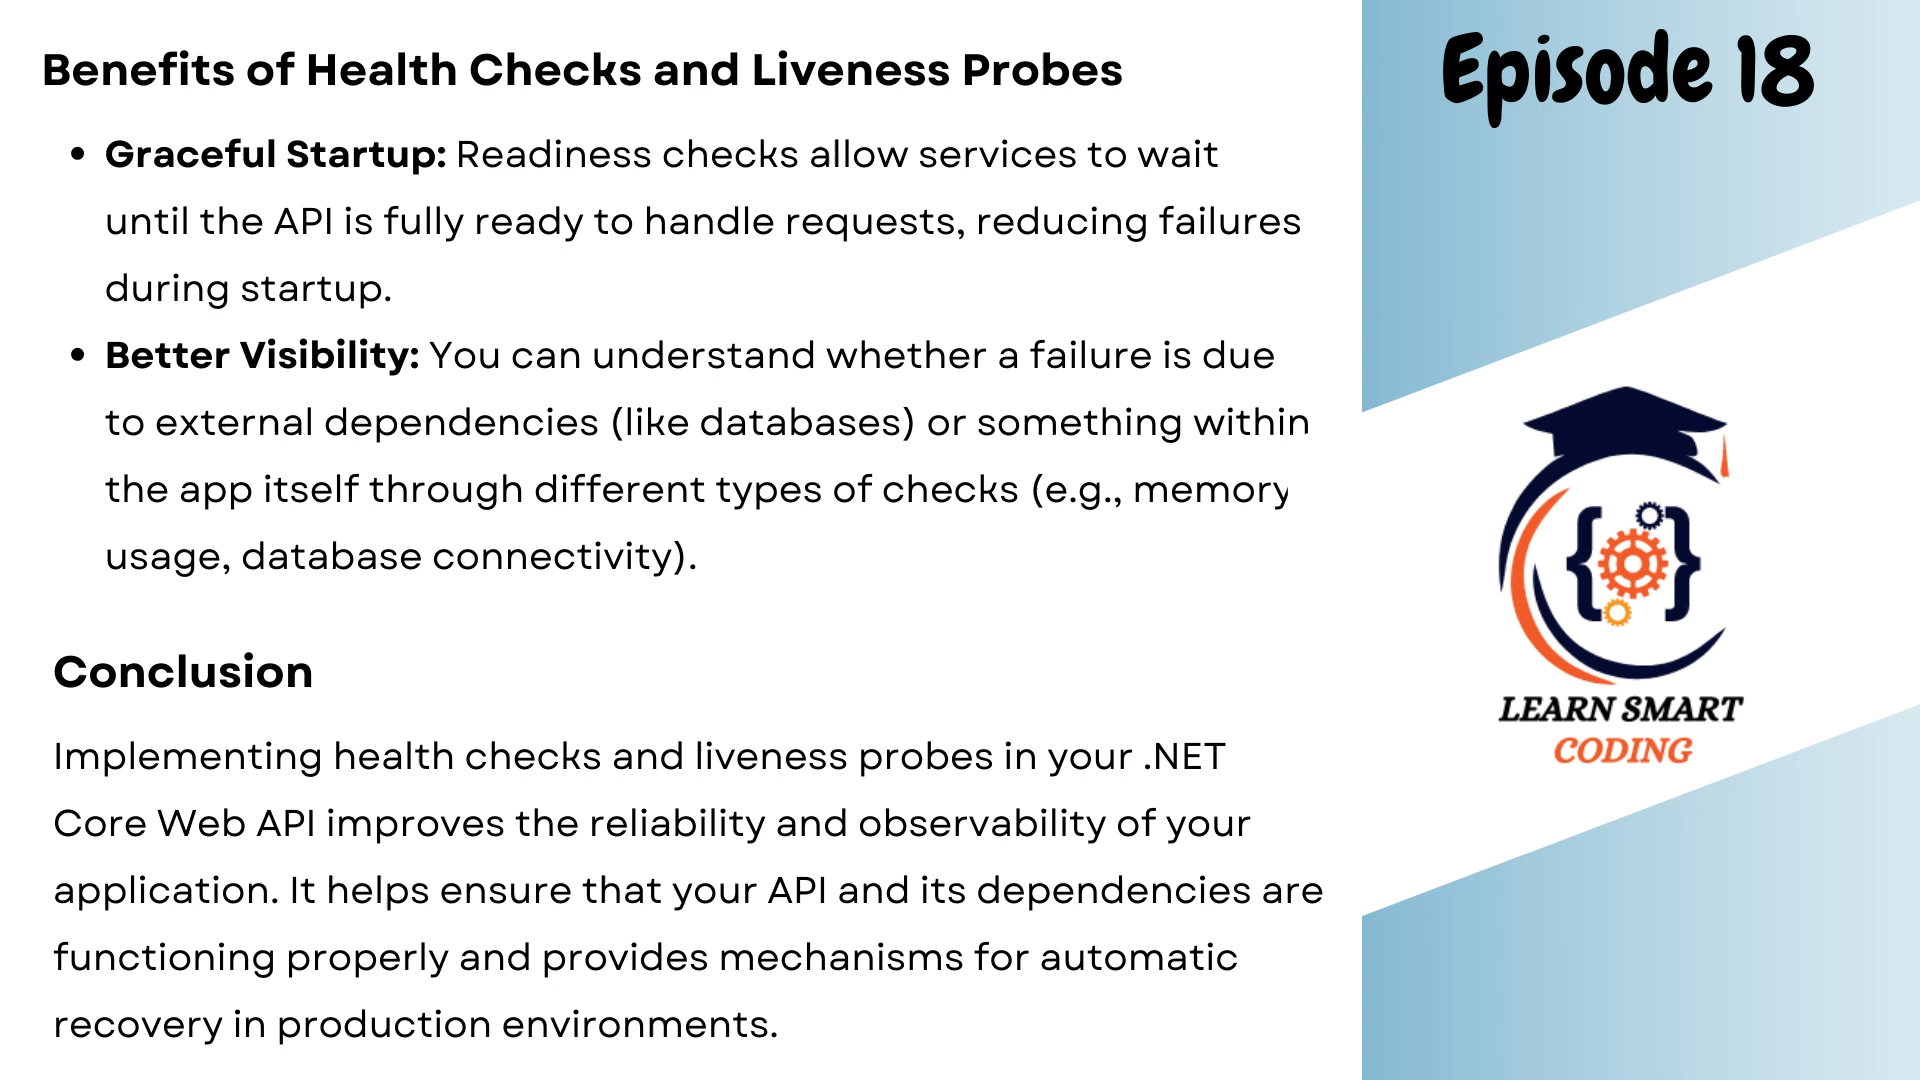 Benefits of Health Checks and Liveness Probes
• Graceful Startup: Readiness checks allow services to wait
until the API is fully ready to handle requests, reducing failures
during startup.
• Better Visibility: You can understand whether a failure is due
to external dependencies (like databases) or something within
the app itself through different types of checks (e.g., memory
usage, database connectivity).
Conclusion
Implementing health checks and liveness probes in your .NET
Core Web API improves the reliability and observability of your
application. It helps ensure that your API and its dependencies are
functioning properly and provides mechanisms for automatic
recovery in production environments.
Episode 18
{ }
LEARN SMART
CODING